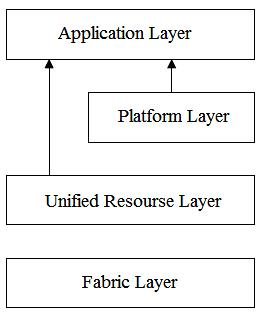 Application Layer
Platform Layer
Unified Resourse Layer
Fabric Layer